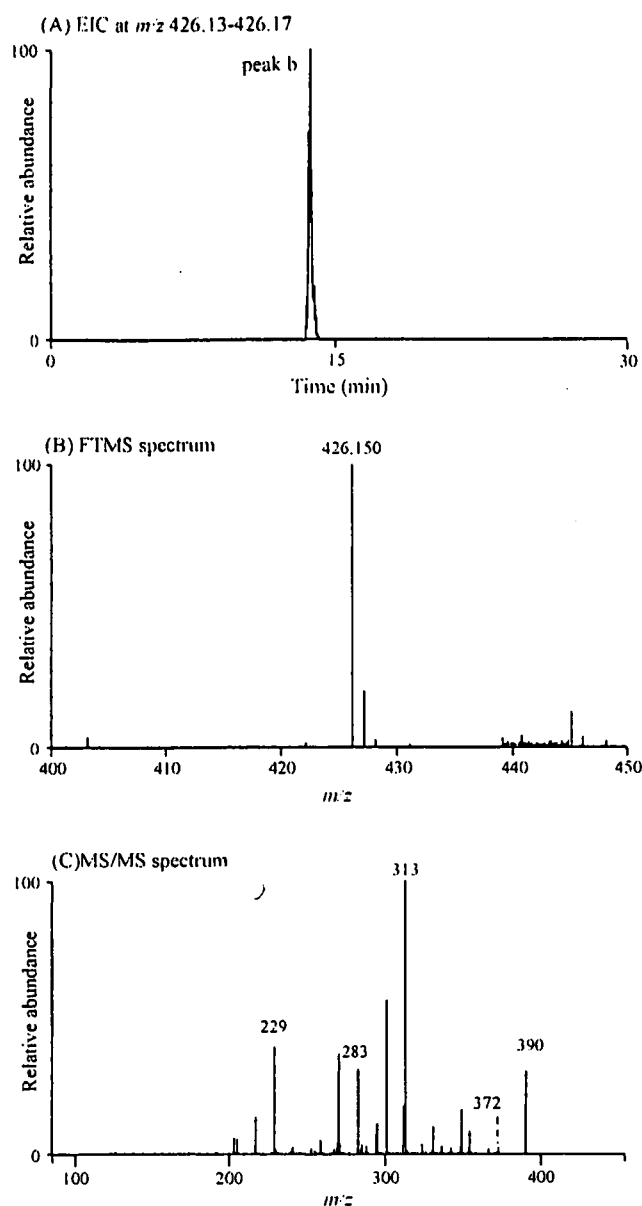 (A) EIC at m/z 426.13-426.17
100
peak b
Relative abundance
0
0
15
30
Time (min)
(B) FTMS spectrum
426.150
100
Relative abundance
0
400
410
420
430
440
450
m/z
(C)MS/MS spectrum
313
100
229
283
390
372
Relative abundance
0
100
200
300
400
m/z